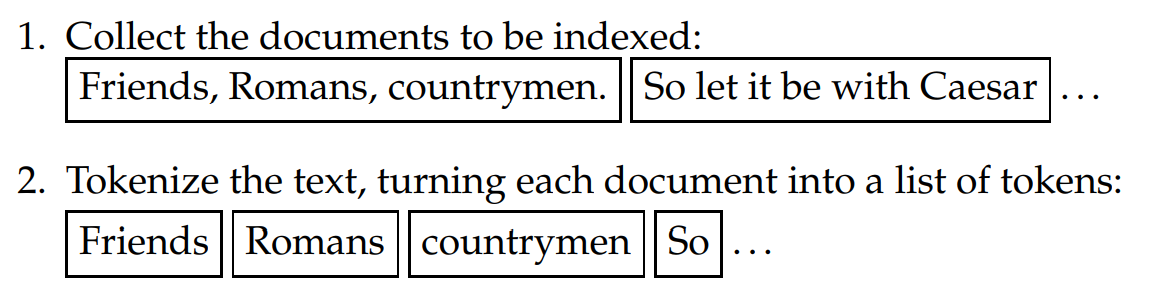 1. Collect the documents to be indexed:
Friends, Romans, countrymen. So let it be with Caesar ...
2. Tokenize the text, turning each document into a list of tokens:
Friends Romans countrymen So ...